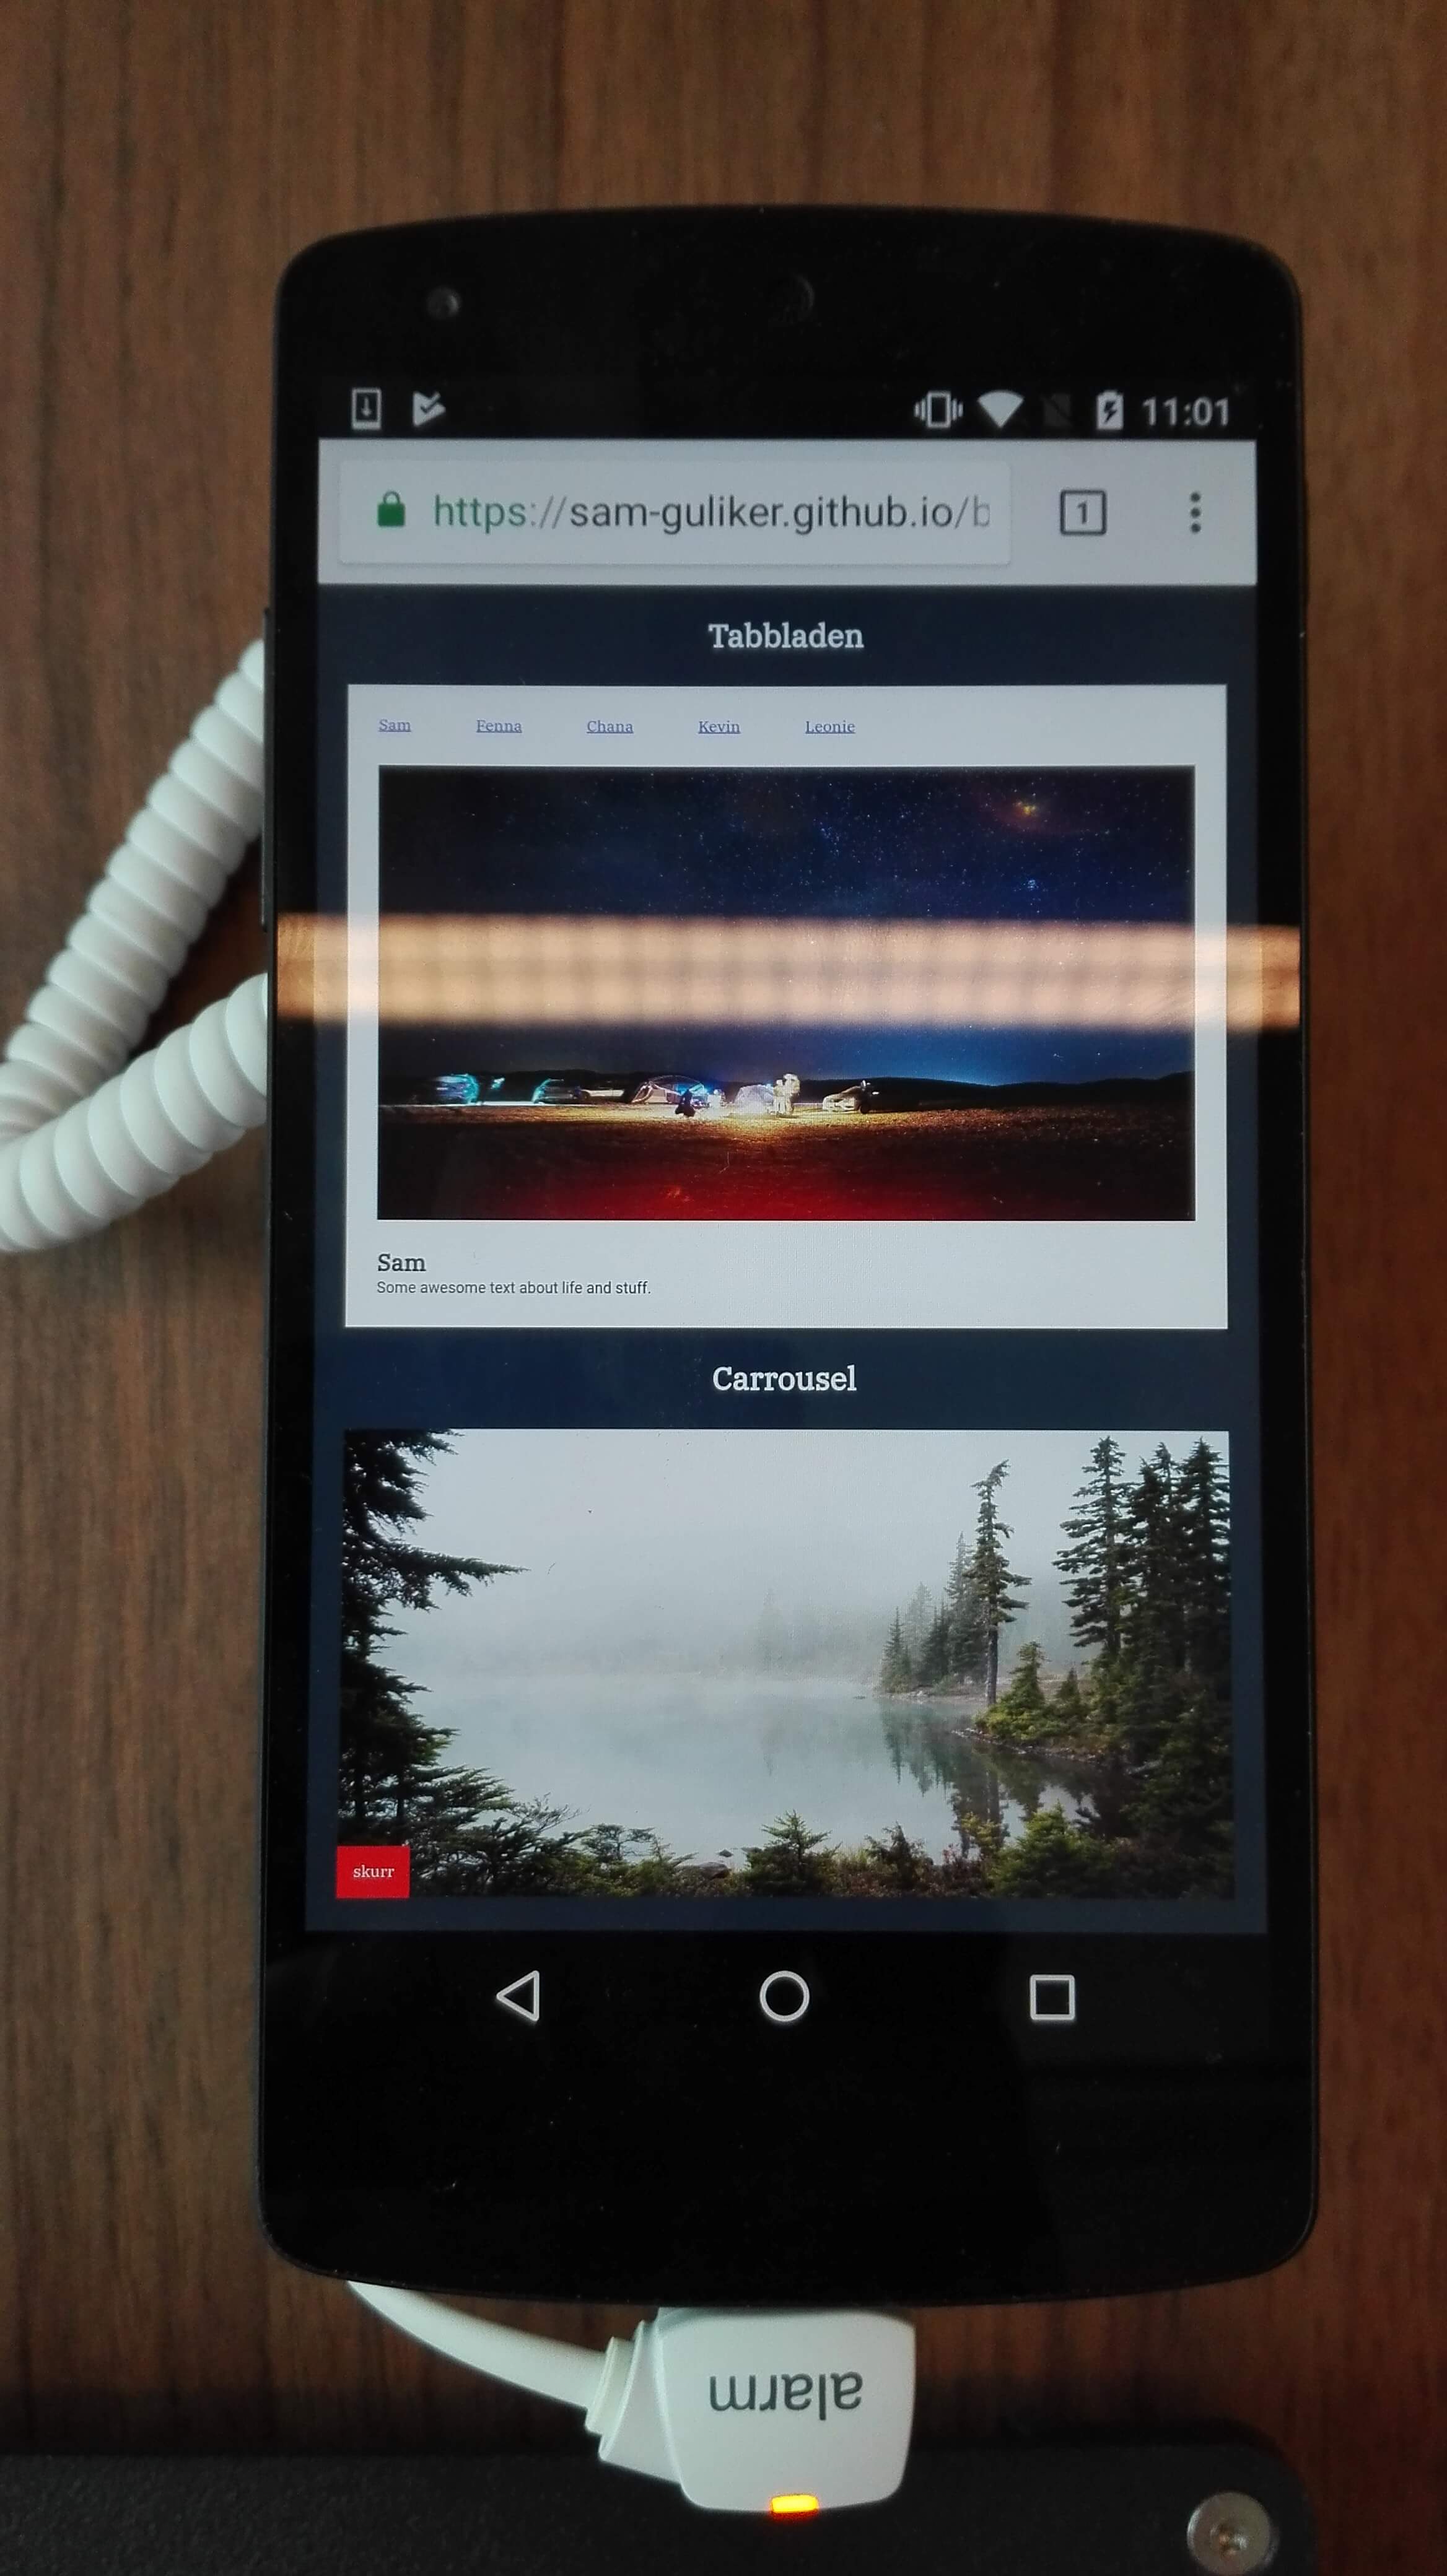 11:01
https://sam-guliker.github.io/b
1
Tabbladen
Sam Fenna Chana Kevin Leonie
Sam
Some awesome text about life and stuff.
Carrousel
skurr
alarm